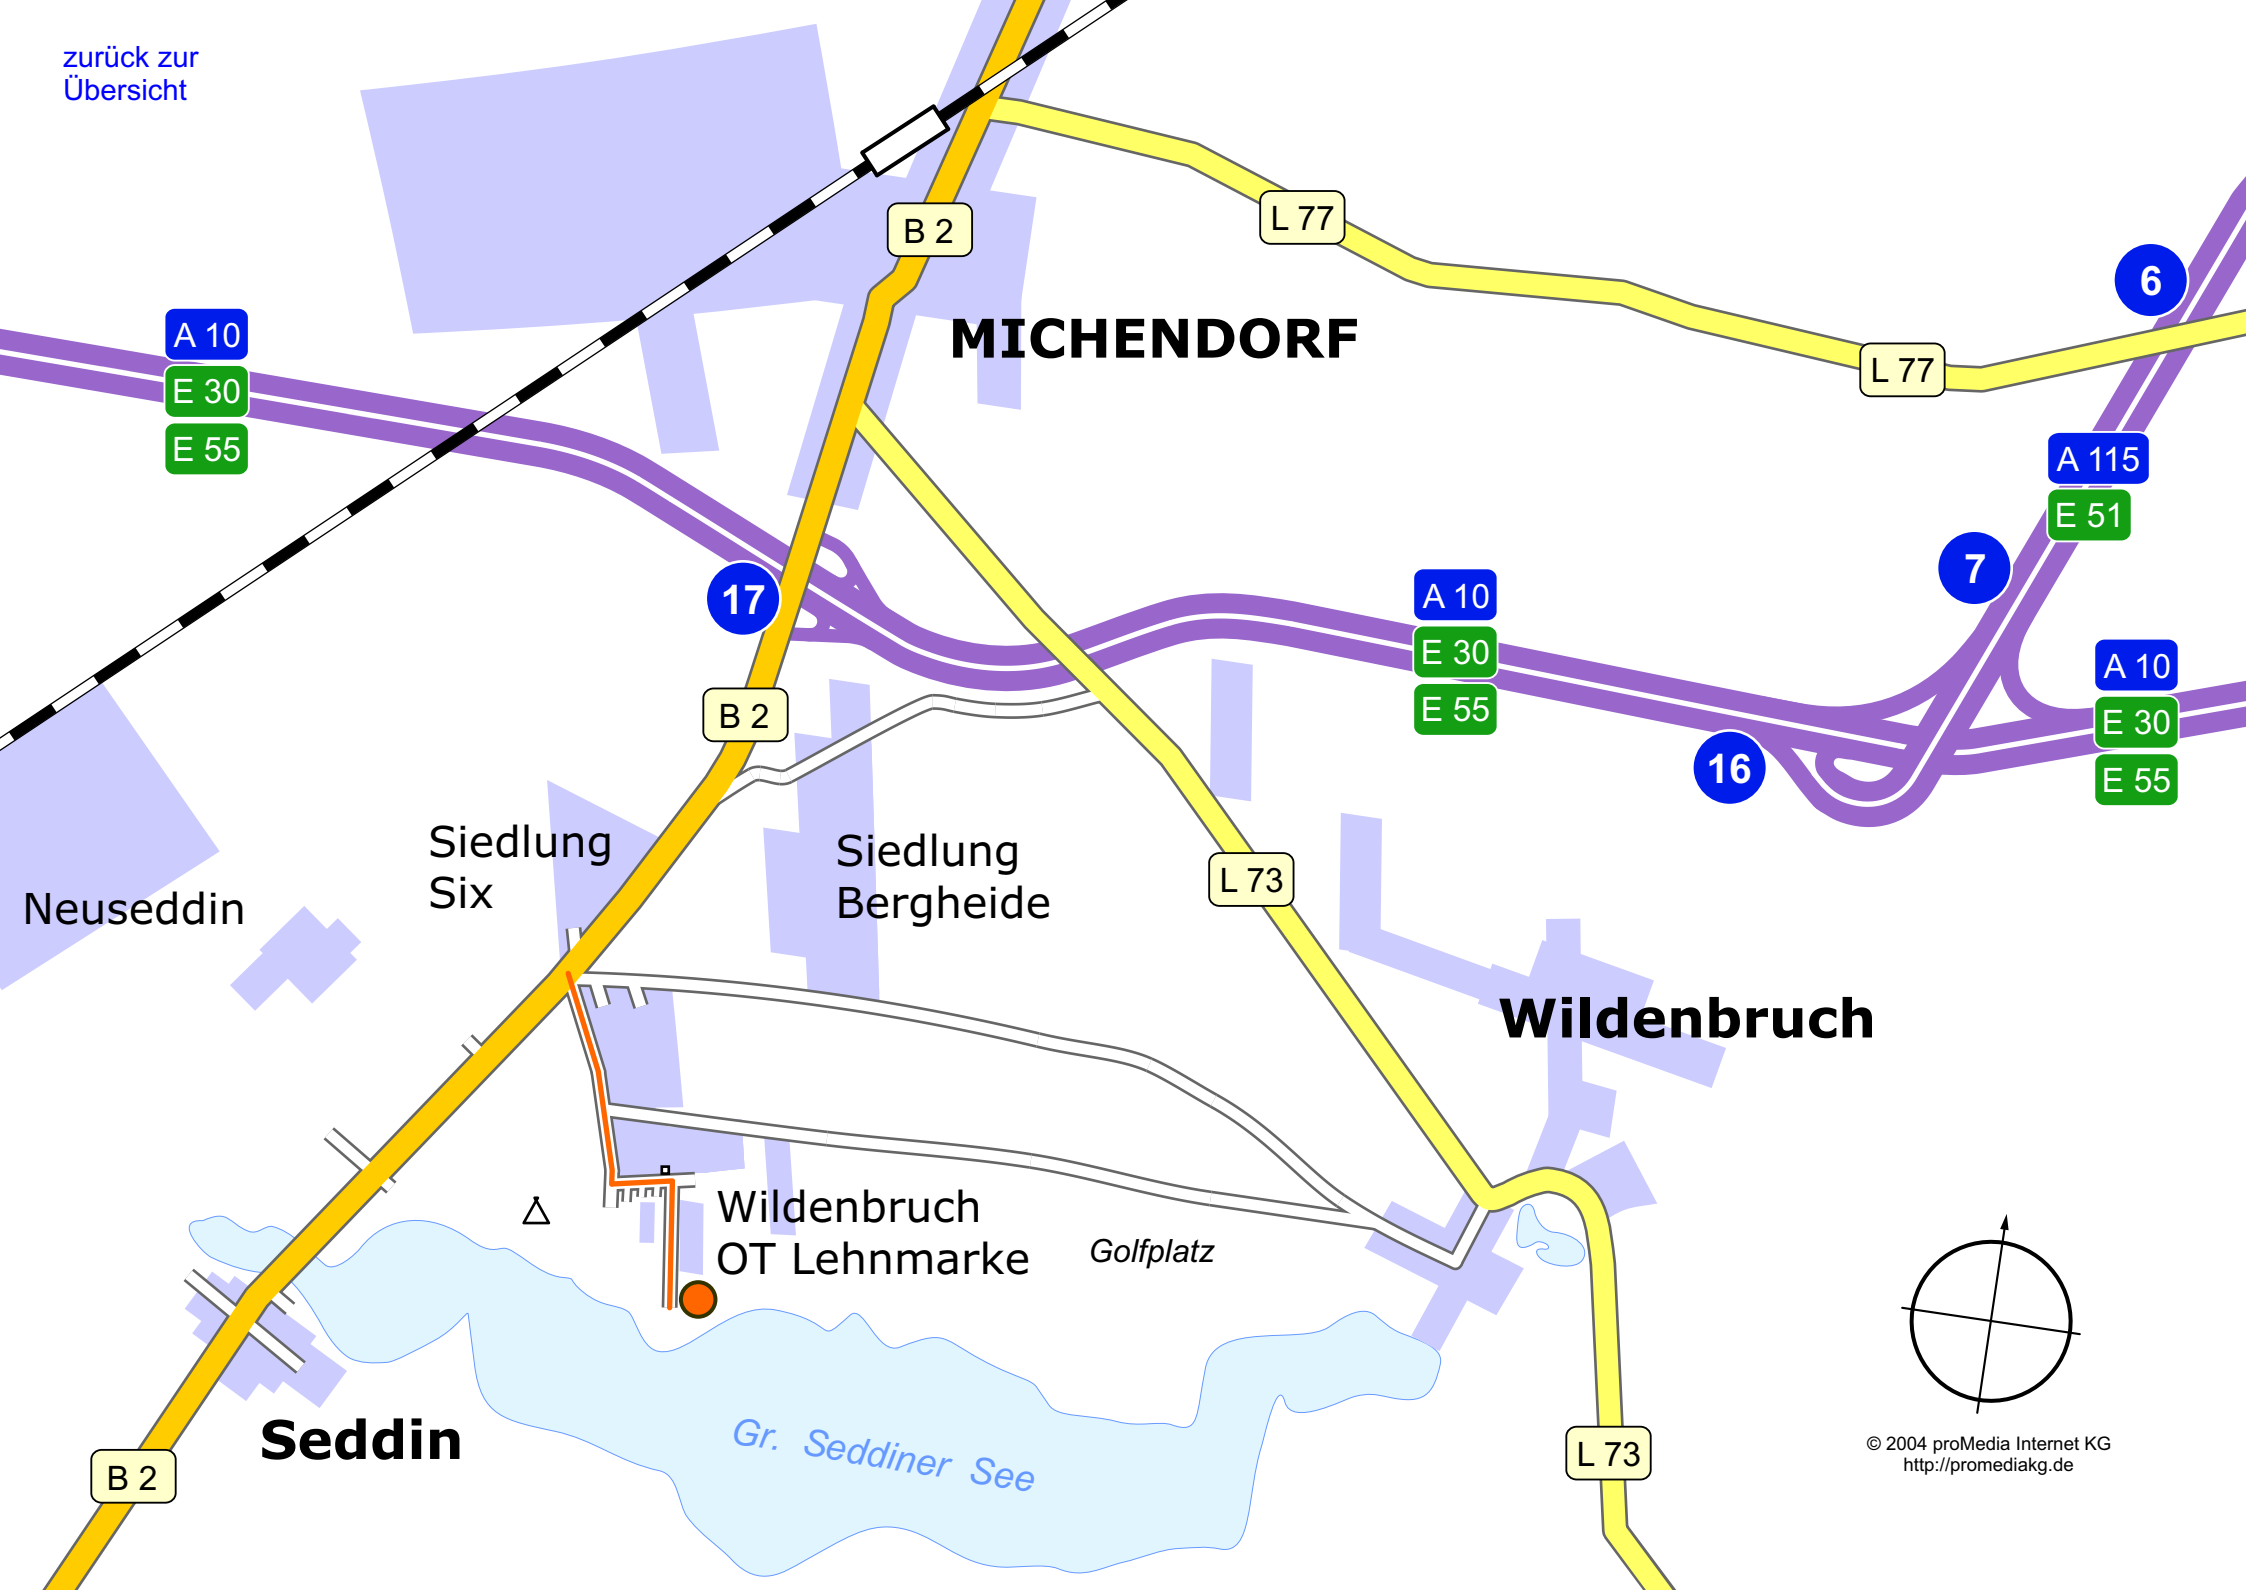 zurück zur
Übersicht
B 2
L 77
6
A 10
E 30
E 55
MICHENDORF
L 77
A 115
E 51
7
17
A 10
E 30
E 55
A 10
E 30
E 55
B 2
16
Siedlung
Six
Siedlung
Bergheide
L 73
Neuseddin
Wildenbruch
Wildenbruch
OT Lehnmarke
Golfplatz
Seddin
Gr. Seddiner See
B 2
L 73
© 2004 proMedia Internet KG
http://promediakg.de